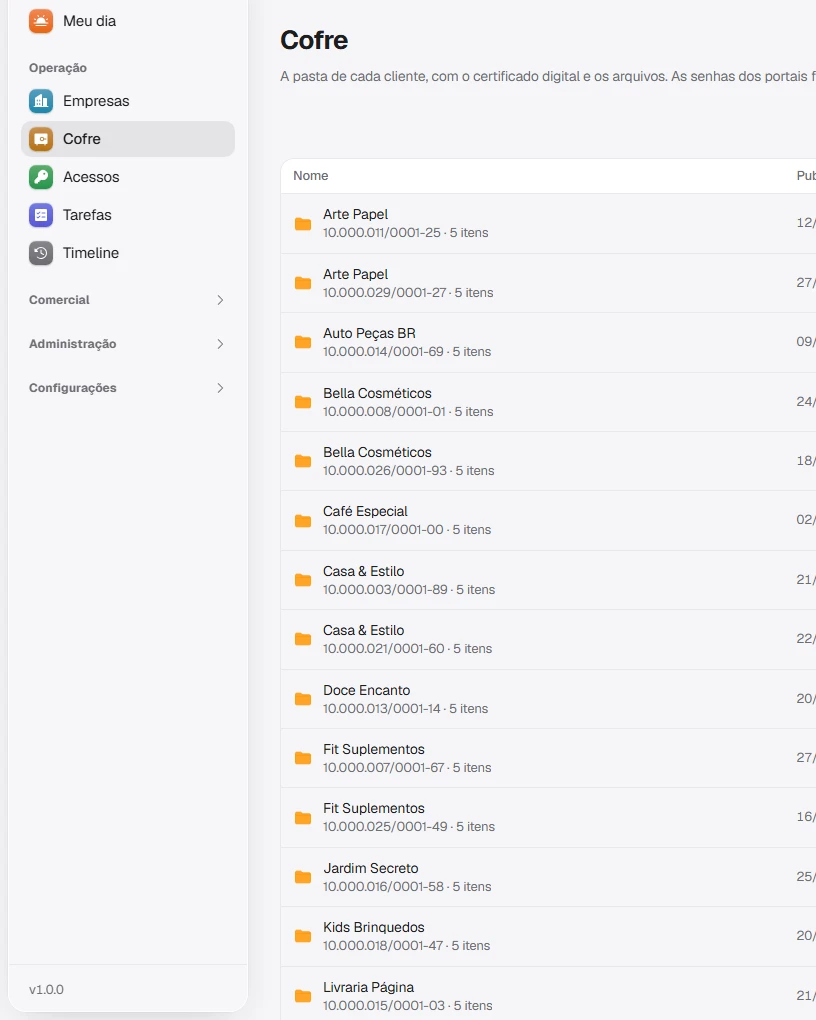 Meu dia
Operação
Empresas
Cofre
Acessos
Tarefas
Timeline
Comercial
Administração
Configurações
v1.0.0
Cofre
A pasta de cada cliente, com o certificado digital e os arquivos. As senhas dos portais f
Nome Pub
Arte Papel
10.000.011/0001-25 · 5 itens
12/
Arte Papel
10.000.029/0001-27 · 5 itens
27/
Auto Peças BR
10.000.014/0001-69 · 5 itens
09/
Bella Cosméticos
10.000.008/0001-01 · 5 itens
24/
Bella Cosméticos
10.000.026/0001-93 · 5 itens
18/
Café Especial
10.000.017/0001-00 · 5 itens
02/
Casa & Estilo
10.000.003/0001-89 · 5 itens
21/
Casa & Estilo
10.000.021/0001-60 · 5 itens
22/
Doce Encanto
10.000.013/0001-14 · 5 itens
20/
Fit Suplementos
10.000.007/0001-67 · 5 itens
27/
Fit Suplementos
10.000.025/0001-49 · 5 itens
16/
Jardim Secreto
10.000.016/0001-58 · 5 itens
25/
Kids Brinquedos
10.000.018/0001-47 · 5 itens
20/
Livraria Página
10.000.015/0001-03 · 5 itens
21/